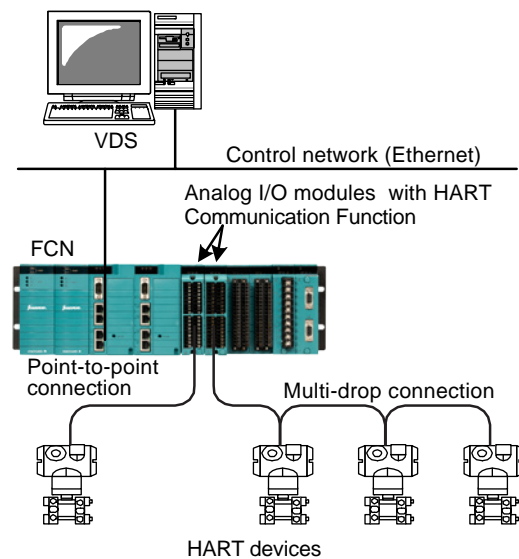 VDS
Control network (Ethernet)
Analog I/O modules with HART
Communication Function
FCN
Point-to-point
connection
Multi-drop connection
HART devices